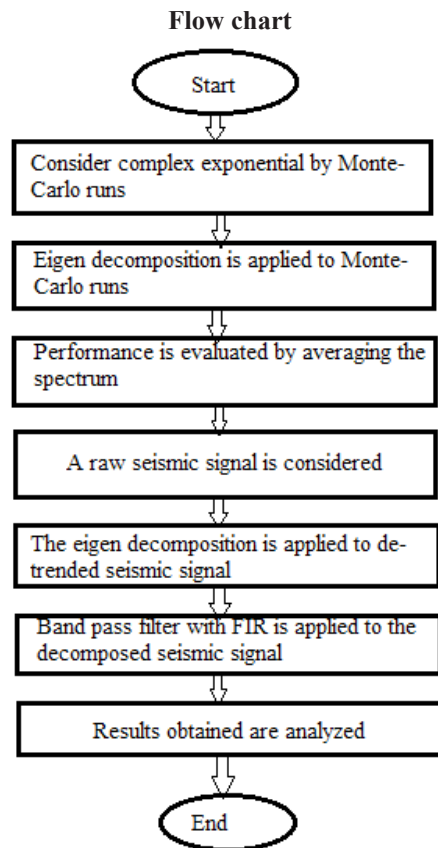 Flow chart
Start
Consider complex exponential by Monte-
Carlo runs
Eigen decomposition is applied to Monte-
Carlo runs
Performance is evaluated by averaging the
spectrum
A raw seismic signal is considered
The eigen decomposition is applied to de-
trended seismic signal
Band pass filter with FIR is applied to the
decomposed seismic signal
Results obtained are analyzed
End